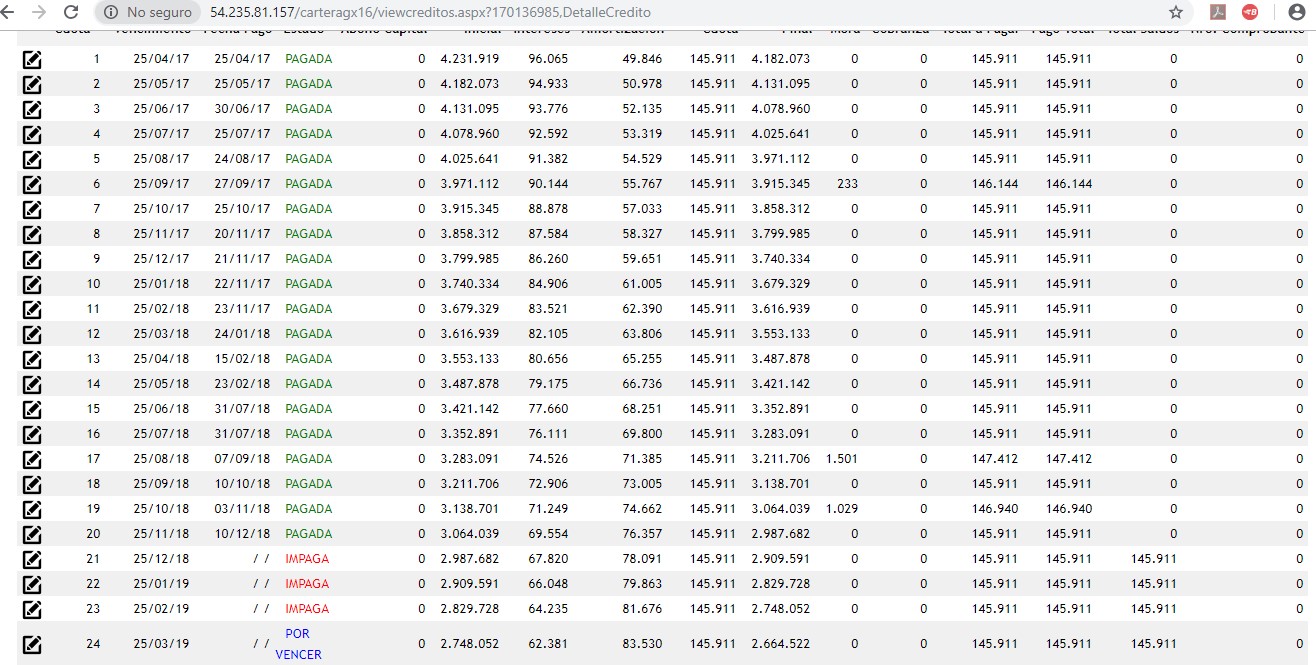 No seguro 54.235.81.157/carteragx16/viewcreditos.aspx?170136985,DetalleCredito
Cuota Vencimiento Fecha Pago Estado Abono Capital Inicial Intereses Amortizacion Cuota Final Mora Cobranza Total a Pagar Pago Total Total Saldos Nro. Comprobante
1 25/04/17 25/04/17 PAGADA 0 4.231.919 96.065 49.846 145.911 4.182.073 0 0 145.911 145.911 0 0
2 25/05/17 25/05/17 PAGADA 0 4.182.073 94.933 50.978 145.911 4.131.095 0 0 145.911 145.911 0 0
3 25/06/17 30/06/17 PAGADA 0 4.131.095 93.776 52.135 145.911 4.078.960 0 0 145.911 145.911 0 0
4 25/07/17 25/07/17 PAGADA 0 4.078.960 92.592 53.319 145.911 4.025.641 0 0 145.911 145.911 0 0
5 25/08/17 24/08/17 PAGADA 0 4.025.641 91.382 54.529 145.911 3.971.112 0 0 145.911 145.911 0 0
6 25/09/17 27/09/17 PAGADA 0 3.971.112 90.144 55.767 145.911 3.915.345 233 0 146.144 146.144 0 0
7 25/10/17 25/10/17 PAGADA 0 3.915.345 88.878 57.033 145.911 3.858.312 0 0 145.911 145.911 0 0
8 25/11/17 20/11/17 PAGADA 0 3.858.312 87.584 58.327 145.911 3.799.985 0 0 145.911 145.911 0 0
9 25/12/17 21/11/17 PAGADA 0 3.799.985 86.260 59.651 145.911 3.740.334 0 0 145.911 145.911 0 0
10 25/01/18 22/11/17 PAGADA 0 3.740.334 84.906 61.005 145.911 3.679.329 0 0 145.911 145.911 0 0
11 25/02/18 23/11/17 PAGADA 0 3.679.329 83.521 62.390 145.911 3.616.939 0 0 145.911 145.911 0 0
12 25/03/18 24/01/18 PAGADA 0 3.616.939 82.105 63.806 145.911 3.553.133 0 0 145.911 145.911 0 0
13 25/04/18 15/02/18 PAGADA 0 3.553.133 80.656 65.255 145.911 3.487.878 0 0 145.911 145.911 0 0
14 25/05/18 23/02/18 PAGADA 0 3.487.878 79.175 66.736 145.911 3.421.142 0 0 145.911 145.911 0 0
15 25/06/18 31/07/18 PAGADA 0 3.421.142 77.660 68.251 145.911 3.352.891 0 0 145.911 145.911 0 0
16 25/07/18 31/07/18 PAGADA 0 3.352.891 76.111 69.800 145.911 3.283.091 0 0 145.911 145.911 0 0
17 25/08/18 07/09/18 PAGADA 0 3.283.091 74.526 71.385 145.911 3.211.706 1.501 0 147.412 147.412 0 0
18 25/09/18 10/10/18 PAGADA 0 3.211.706 72.906 73.005 145.911 3.138.701 0 0 145.911 145.911 0 0
19 25/10/18 03/11/18 PAGADA 0 3.138.701 71.249 74.662 145.911 3.064.039 1.029 0 146.940 146.940 0 0
20 25/11/18 10/12/18 PAGADA 0 3.064.039 69.554 76.357 145.911 2.987.682 0 0 145.911 145.911 0 0
21 25/12/18 / / IMPAGA 0 2.987.682 67.820 78.091 145.911 2.909.591 0 0 145.911 145.911 145.911 0
22 25/01/19 / / IMPAGA 0 2.909.591 66.048 79.863 145.911 2.829.728 0 0 145.911 145.911 145.911 0
23 25/02/19 / / IMPAGA 0 2.829.728 64.235 81.676 145.911 2.748.052 0 0 145.911 145.911 145.911 0
24 25/03/19 / / POR VENCER 0 2.748.052 62.381 83.530 145.911 2.664.522 0 0 145.911 145.911 145.911 0